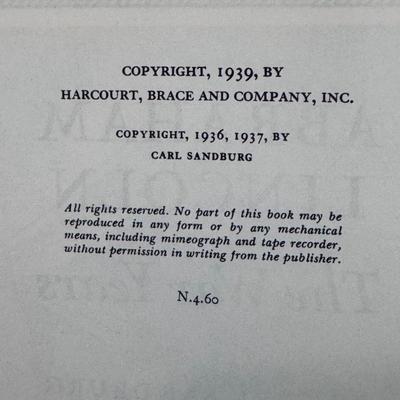 COPYRIGHT, 1939, BY
HARCOURT, BRACE AND COMPANY, INC.
COPYRIGHT, 1936, 1937, BY
CARL SANDBURG
All rights reserved. No part of this book may be
reproduced in any form or by any mechanical
means, including mimeograph and tape recorder,
without permission in writing from the publisher.
N.4.60